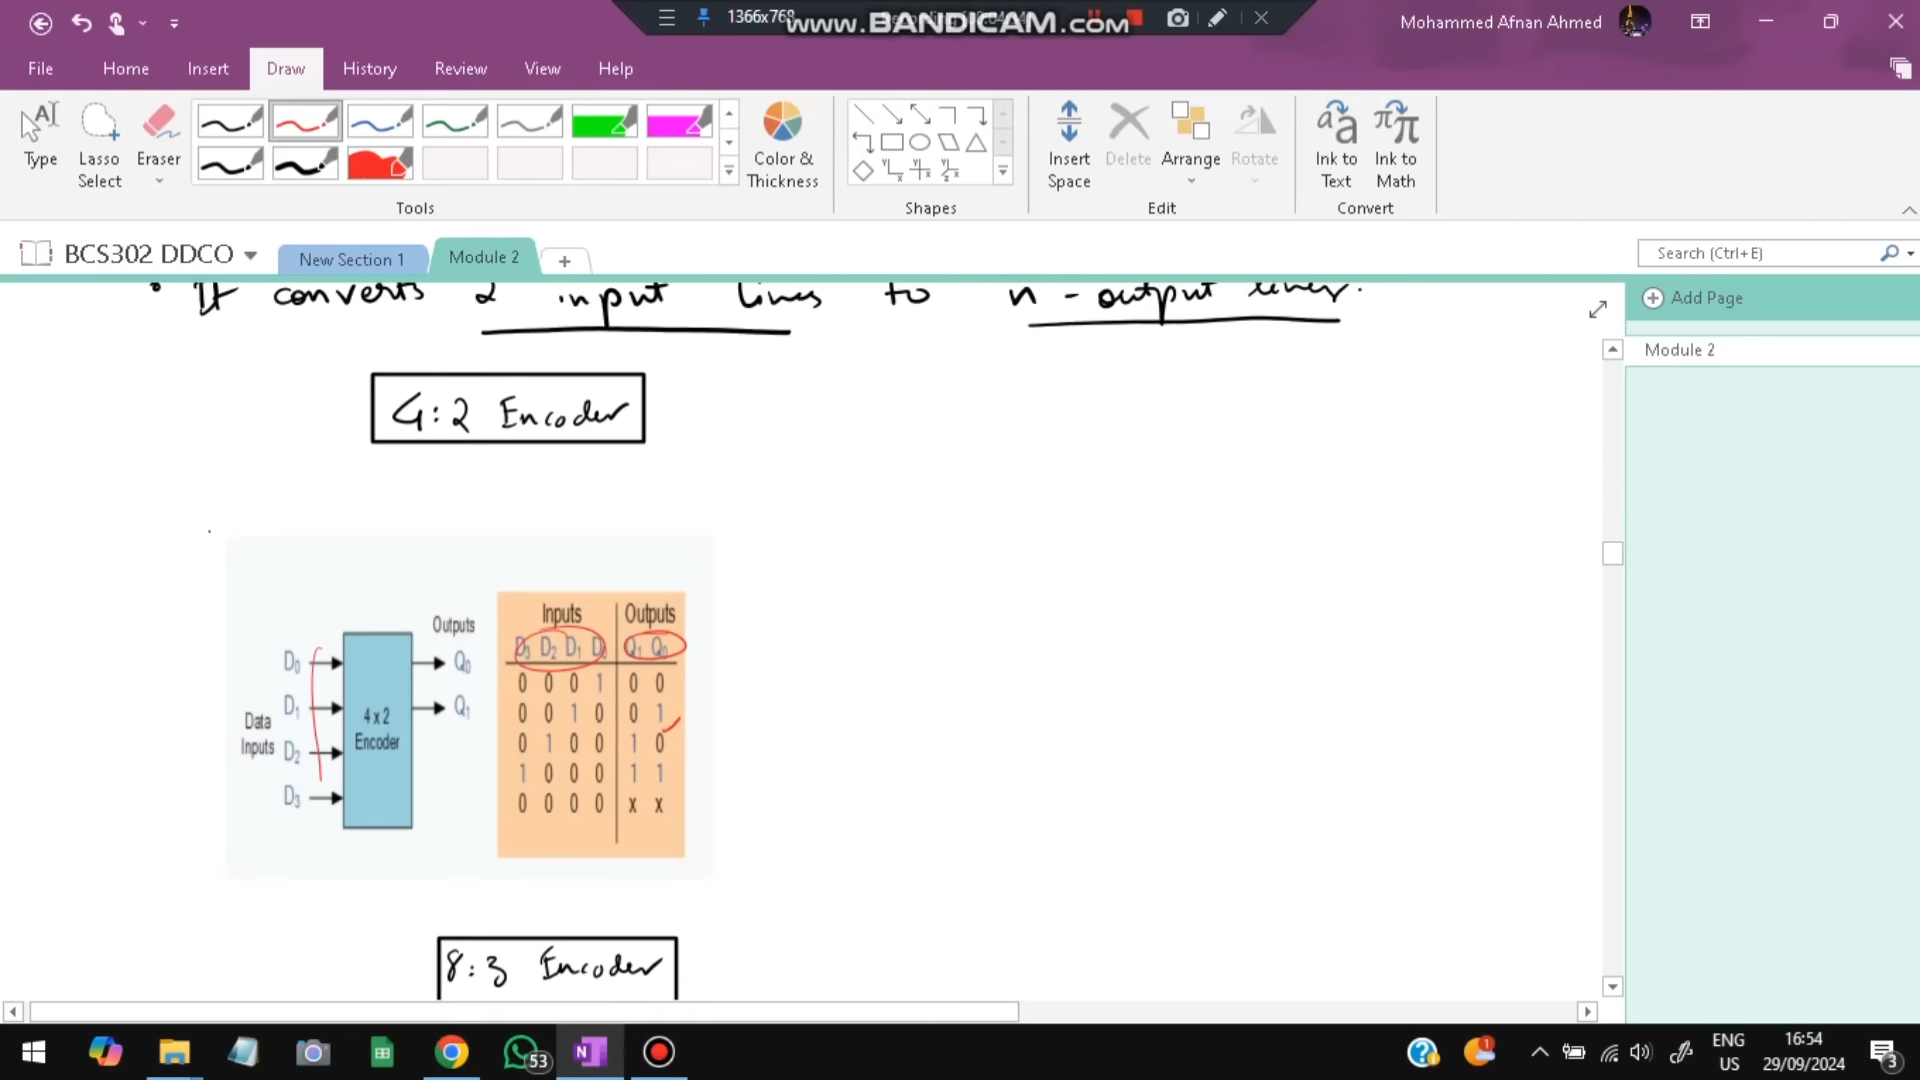 1366x768
www.BANDICAM.com
Mohammed Afnan Ahmed
File Home Insert Draw History Review View Help
Type
Lasso Select
Eraser
Color & Thickness
Insert Space
Delete
Arrange
Rotate
Ink to Text
Ink to Math
Tools
Shapes
Edit
Convert
BCS302 DDCO
New Section 1
Module 2
Search (Ctrl+E)
Add Page
Module 2
• It converts 2 input lines to n - output lines.
4:2 Encoder
Outputs
D0
D1
D2
D3
Data Inputs
4 x 2 Encoder
Q0
Q1
Inputs Outputs
D3 D2 D1 D0 Q1 Q0
0 0 0 1 0 0
0 0 1 0 0 1
0 1 0 0 1 0
1 0 0 0 1 1
0 0 0 0 x x
8:3 Encoder
53
1
ENG
US
16:54
29/09/2024
3